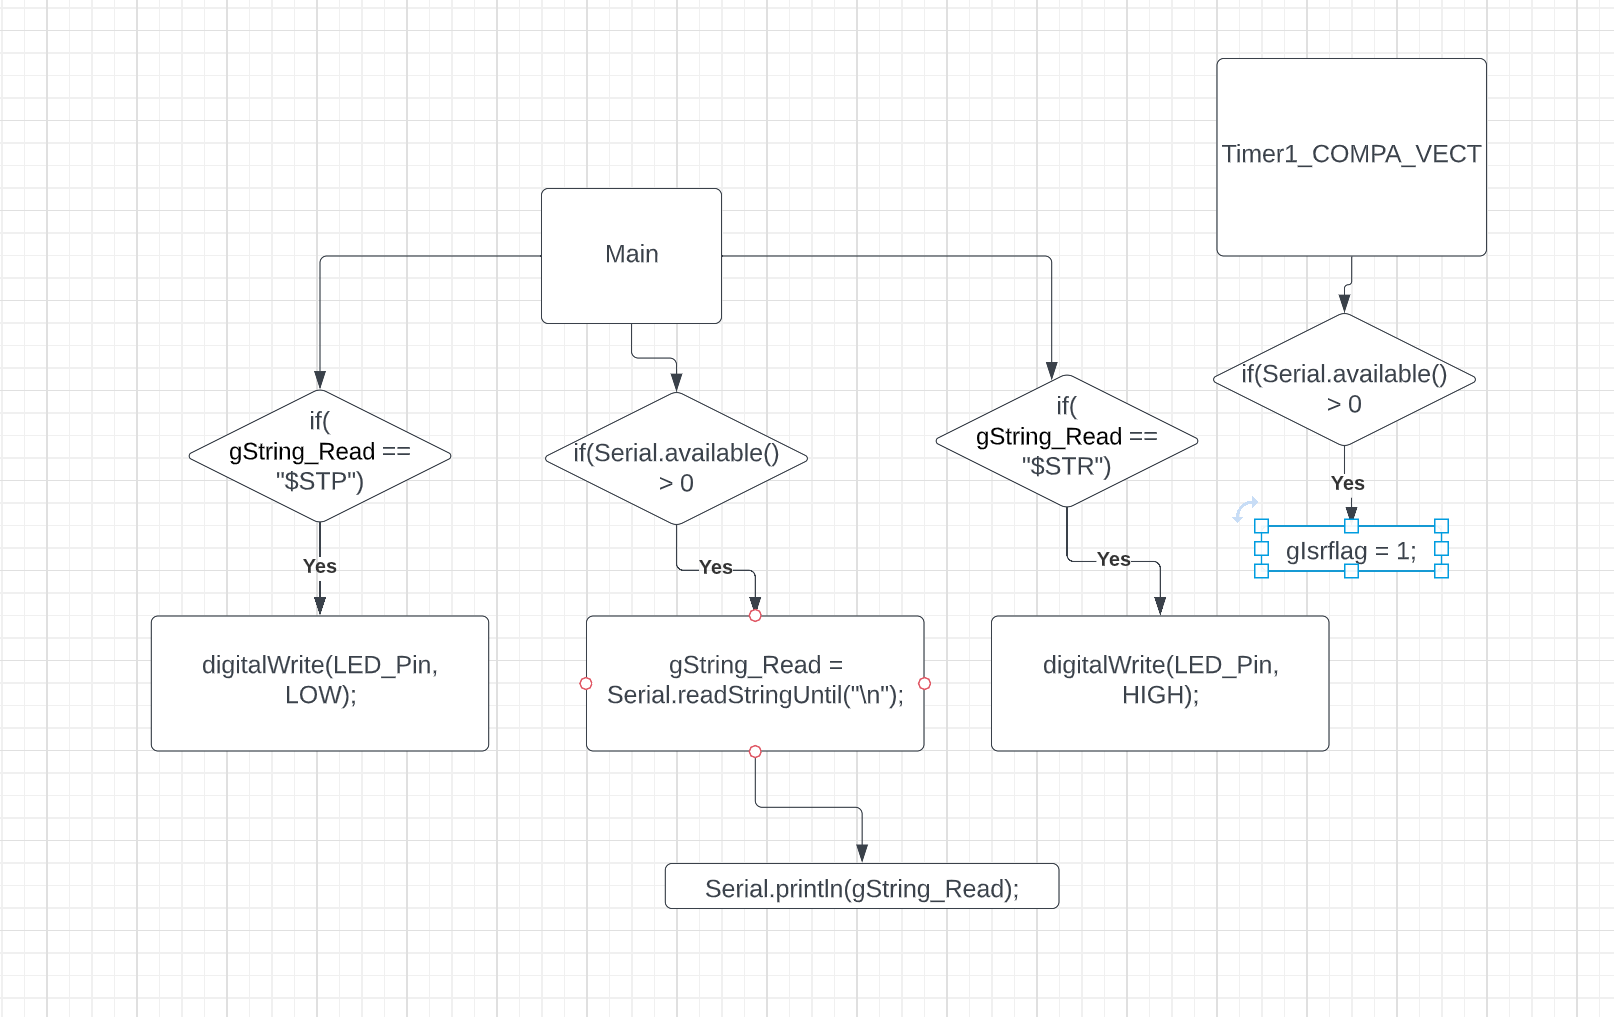 Timer1_COMPA_VECT
Main
if(
gString_Read ==
"$STP")
if(Serial.available()
> 0
if(
gString_Read ==
"$STR")
if(Serial.available()
> 0
Yes
Yes
Yes
Yes
gIsrflag = 1;
digitalWrite(LED_Pin,
LOW);
gString_Read =
Serial.readStringUntil("\n");
digitalWrite(LED_Pin,
HIGH);
Serial.println(gString_Read);